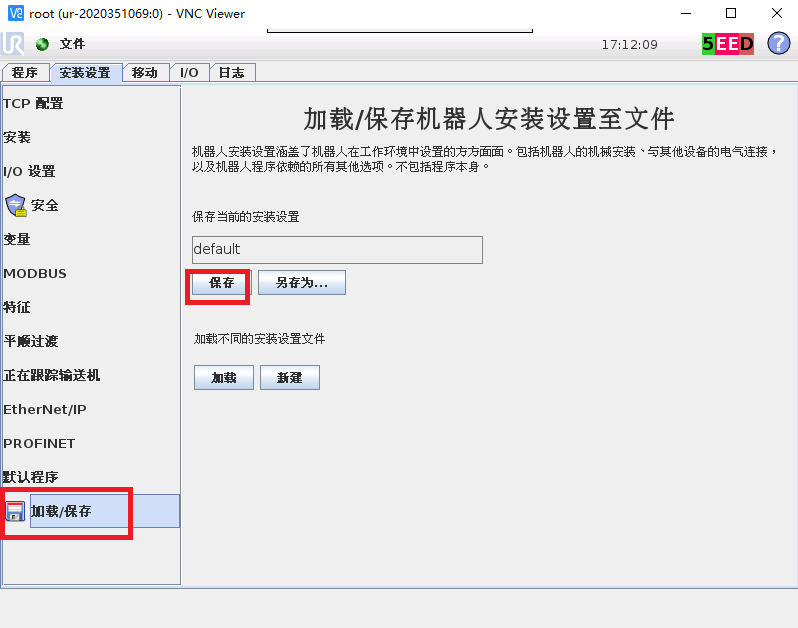 root (ur-2020351069:0) - VNC Viewer
文件
17:12:09
5EED
?
程序
安装设置
移动
I/O
日志
TCP 配置
安装
I/O 设置
安全
变量
MODBUS
特征
平顺过渡
正在跟踪输送机
EtherNet/IP
PROFINET
默认程序
加载/保存
加载/保存机器人安装设置至文件
机器人安装设置涵盖了机器人在工作环境中设置的方方面面。包括机器人的机械安装、与其他设备的电气连接，
以及机器人程序依赖的所有其他选项。不包括程序本身。
保存当前的安装设置
default
保存
另存为...
加载不同的安装设置文件
加载
新建